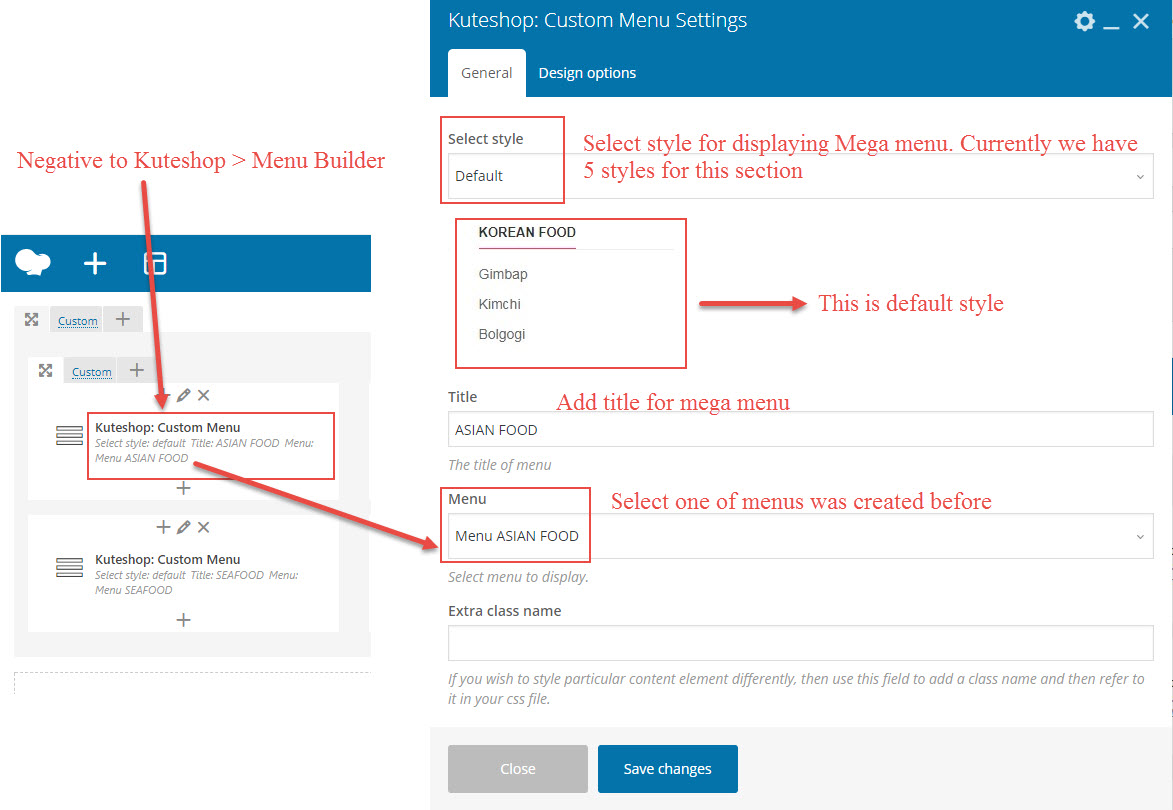 Negative to Kuteshop > Menu Builder
Custom
Custom
Kuteshop: Custom Menu
Select style: default Title: ASIAN FOOD Menu:
Menu ASIAN FOOD
Kuteshop: Custom Menu
Select style: default Title: SEAFOOD Menu:
Menu SEAFOOD
Kuteshop: Custom Menu Settings
General
Design options
Select style
Select style for displaying Mega menu. Currently we have
5 styles for this section
Default
KOREAN FOOD
Gimbap
Kimchi
Bolgogi
This is default style
Title
Add title for mega menu
ASIAN FOOD
The title of menu
Menu
Select one of menus was created before
Menu ASIAN FOOD
Select menu to display.
Extra class name
If you wish to style particular content element differently, then use this field to add a class name and then refer to
it in your css file.
Close
Save changes